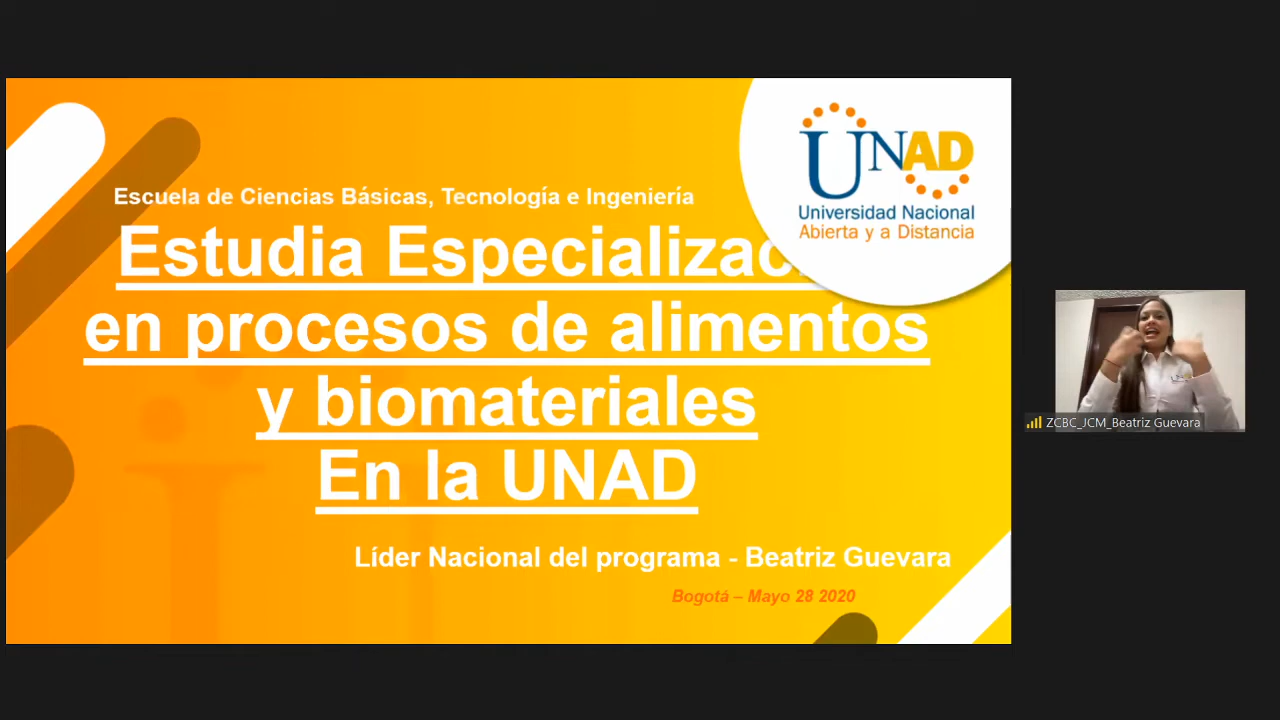 UNAD
Universidad Nacional
Abierta y a Distancia
Escuela de Ciencias Básicas, Tecnología e Ingeniería
Estudia
en procesos de alimentos
y biomateriales
En la UNAD
Líder Nacional del programa - Beatriz Guevara
Bogotá – Mayo 28 2020
ZCBC_JCM_Beatriz Guevara